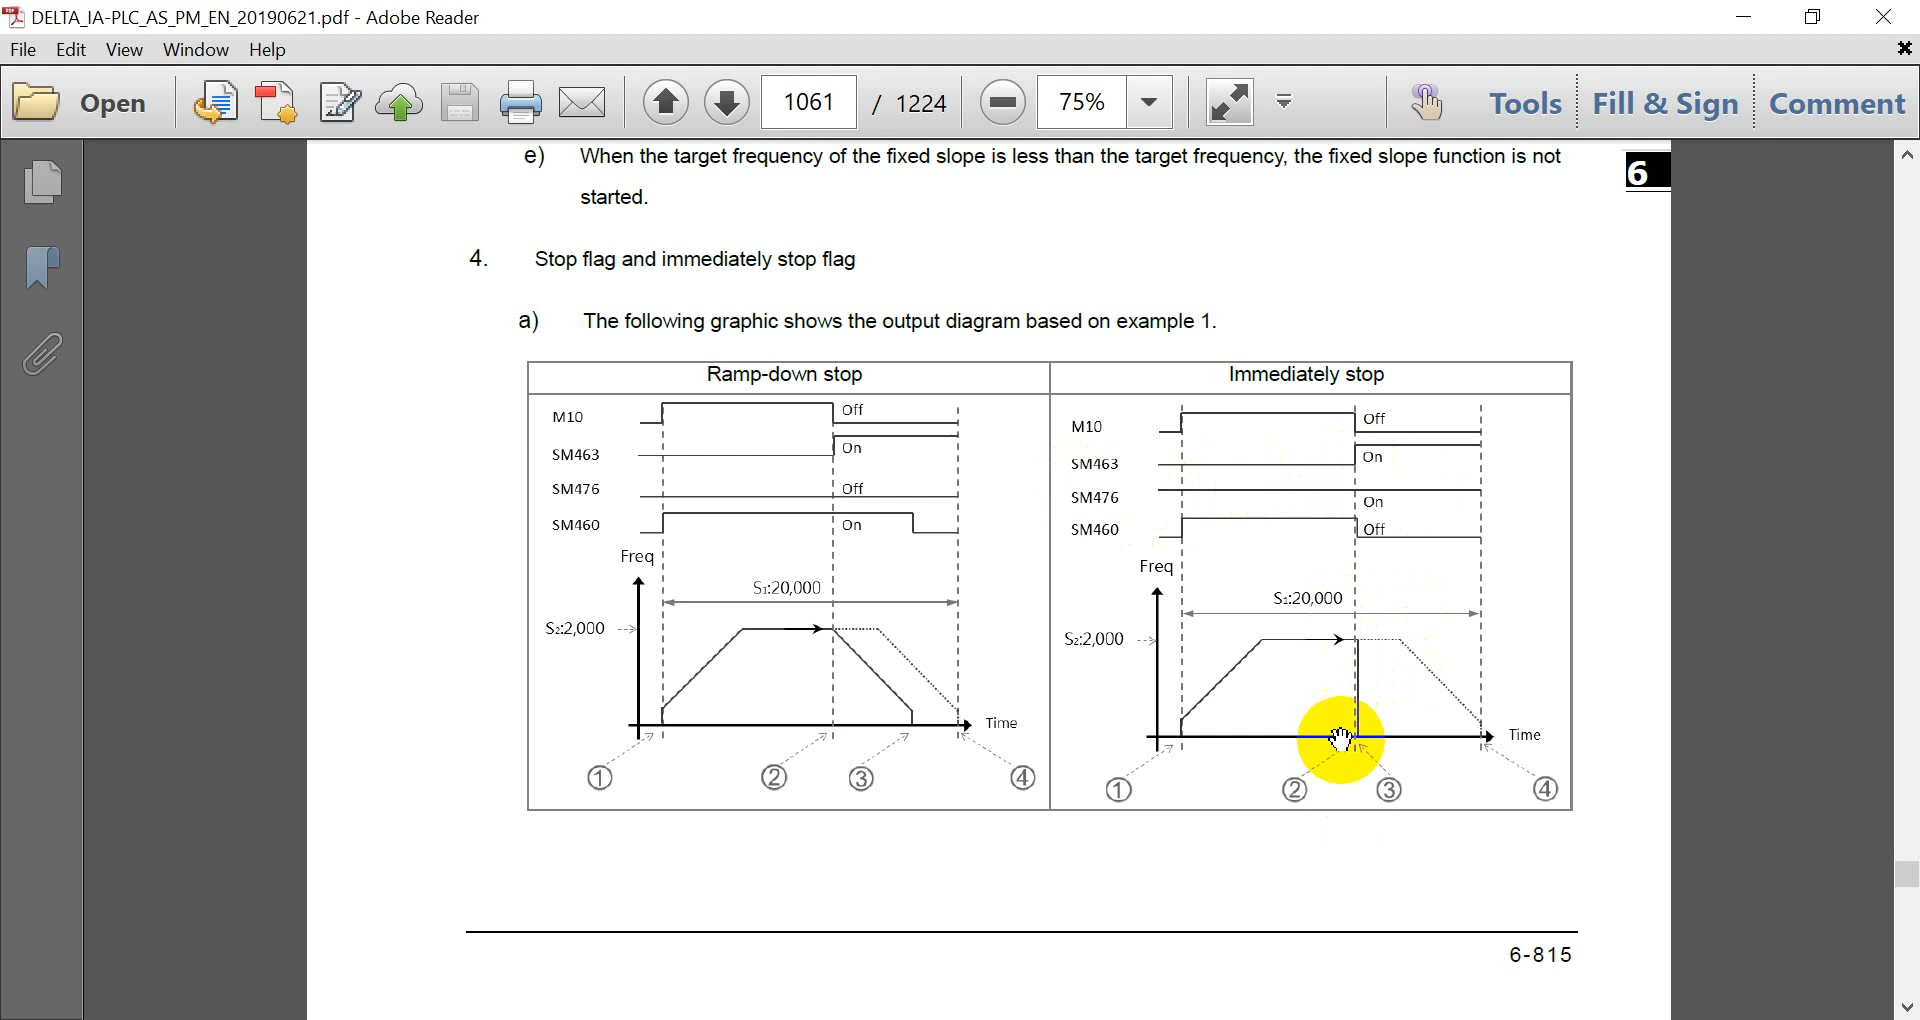 DELTA_IA-PLC_AS_PM_EN_20190621.pdf - Adobe Reader
File Edit View Window Help
Open 1061 / 1224 75% Tools Fill & Sign Comment
e) When the target frequency of the fixed slope is less than the target frequency, the fixed slope function is not
started.
6
4. Stop flag and immediately stop flag
a) The following graphic shows the output diagram based on example 1.
Ramp-down stop
M10 Off
SM463 On
SM476 Off
SM460 On
Freq
S1:20,000
S2:2,000
Time
① ② ③ ④
Immediately stop
M10 Off
SM463 On
SM476 On
SM460 Off
Freq
S1:20,000
S2:2,000
Time
① ② ③ ④
6-815